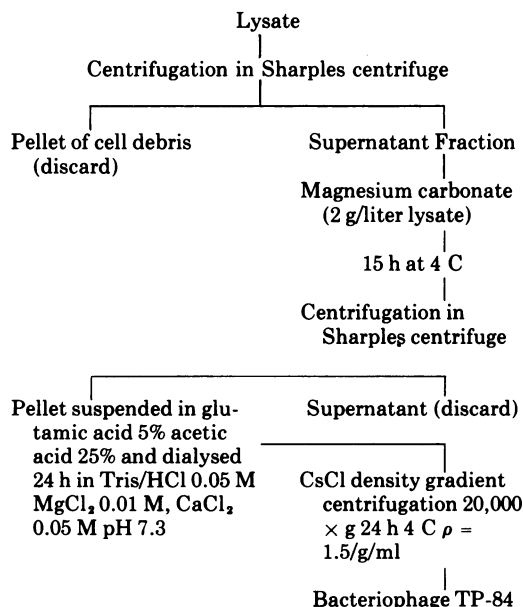 Lysate
Centrifugation in Sharples centrifuge
Pellet of cell debris
(discard)
Supernatant Fraction
Magnesium carbonate
(2 g/liter lysate)
15 h at 4 C
Centrifugation in
Sharples centrifuge
Pellet suspended in glu-
tamic acid 5% acetic
acid 25% and dialysed
24 h in Tris/HCl 0.05 M
MgCl₂ 0.01 M, CaCl₂
0.05 M pH 7.3
Supernatant (discard)
CsCl density gradient
centrifugation 20,000
× g 24 h 4 C ρ =
1.5/g/ml
Bacteriophage TP-84